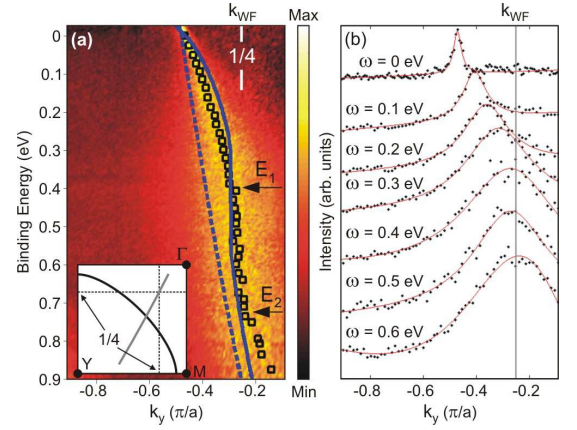 k_WF
k_WF
Max
(a)
1/4
(b)
0
0.1
0.2
0.3
0.4
0.5
0.6
0.7
0.8
0.9
Binding Energy (eV)
E₁
E₂
Γ
1/4
Y
M
-0.8
-0.6
-0.4
-0.2
k_y (π/a)
Min
Intensity (arb. units)
ω = 0 eV
ω = 0.1 eV
ω = 0.2 eV
ω = 0.3 eV
ω = 0.4 eV
ω = 0.5 eV
ω = 0.6 eV
-0.8
-0.6
-0.4
-0.2
k_y (π/a)